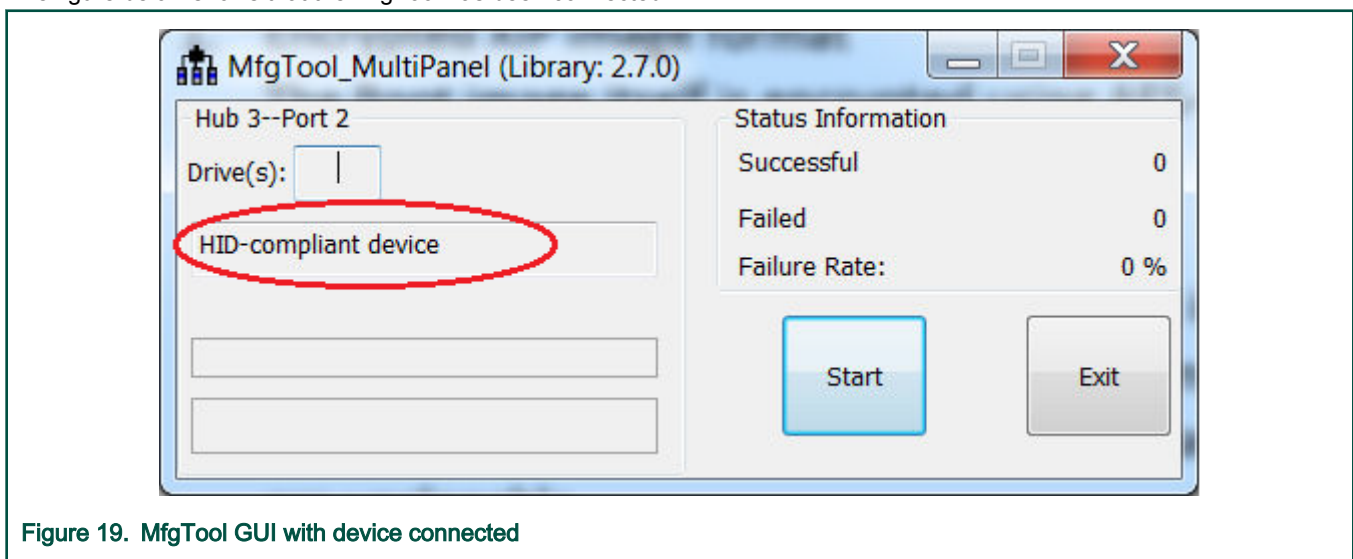 MfgTool_MultiPanel (Library: 2.7.0)
Hub 3--Port 2
Drive(s):
HID-compliant device
Status Information
Successful 0
Failed 0
Failure Rate: 0 %
Start
Exit
Figure 19. MfgTool GUI with device connected